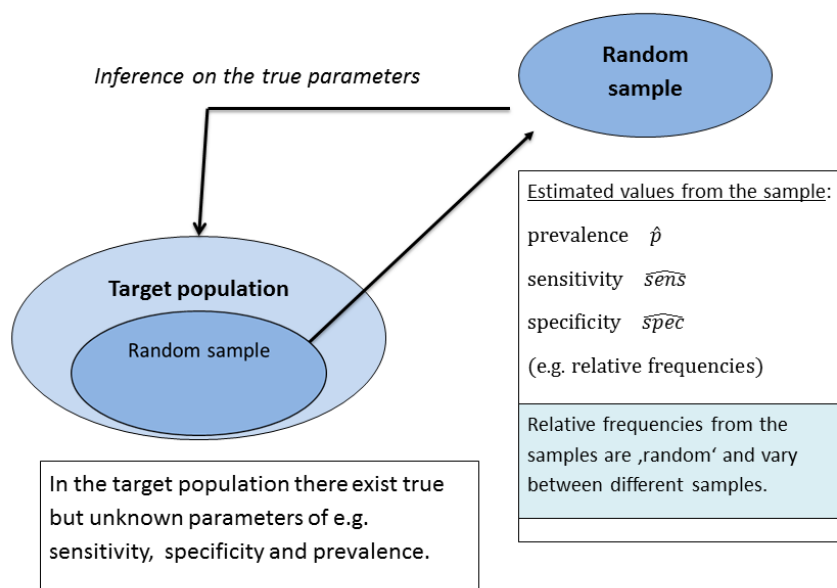 Inference on the true parameters
Random
sample
Target population
Random sample
In the target population there exist true
but unknown parameters of e.g.
sensitivity, specificity and prevalence.
Estimated values from the sample:
prevalence p̂
sensitivity senŝ
specificity speĉ
(e.g. relative frequencies)
Relative frequencies from the
samples are ‚random‘ and vary
between different samples.